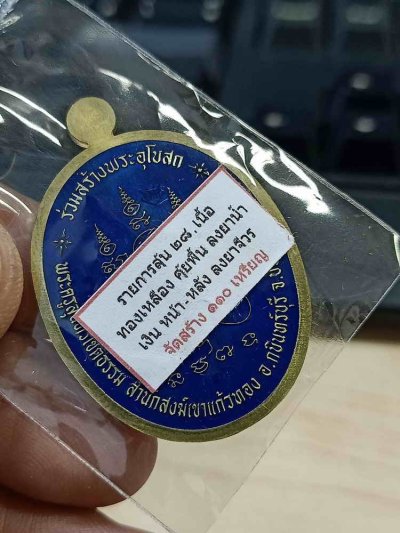 ร่วมสร้างพระอุโบสถ
รายการลุ้น ๒๘ เนื้อ
ทองเหลือง ซุ้ยพื้น ลงยาน้ำ
เงิน หน้า-หลัง ลงยาจีวร
จัดสร้าง ๑๑๐ เหรียญ
สำนักสงฆ์เขาแก้วทอง อ.กบินทร์บุรี